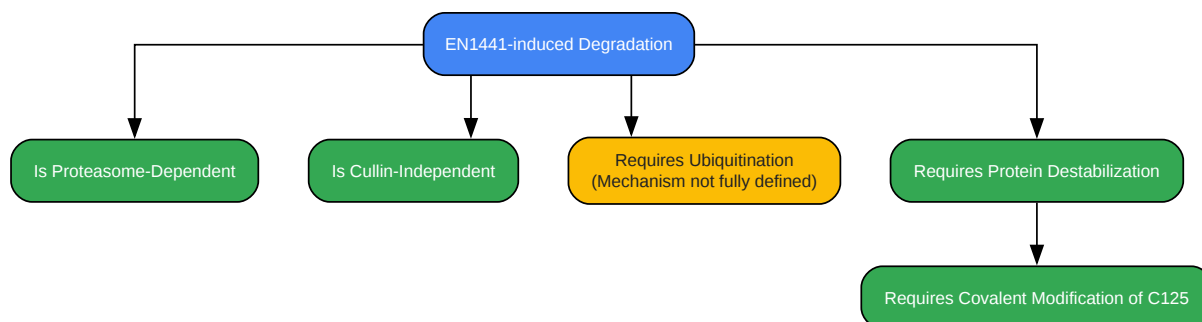 EN1441-induced Degradation
Is Proteasome-Dependent
Is Cullin-Independent
Requires Ubiquitination
(Mechanism not fully defined)
Requires Protein Destabilization
Requires Covalent Modification of C125